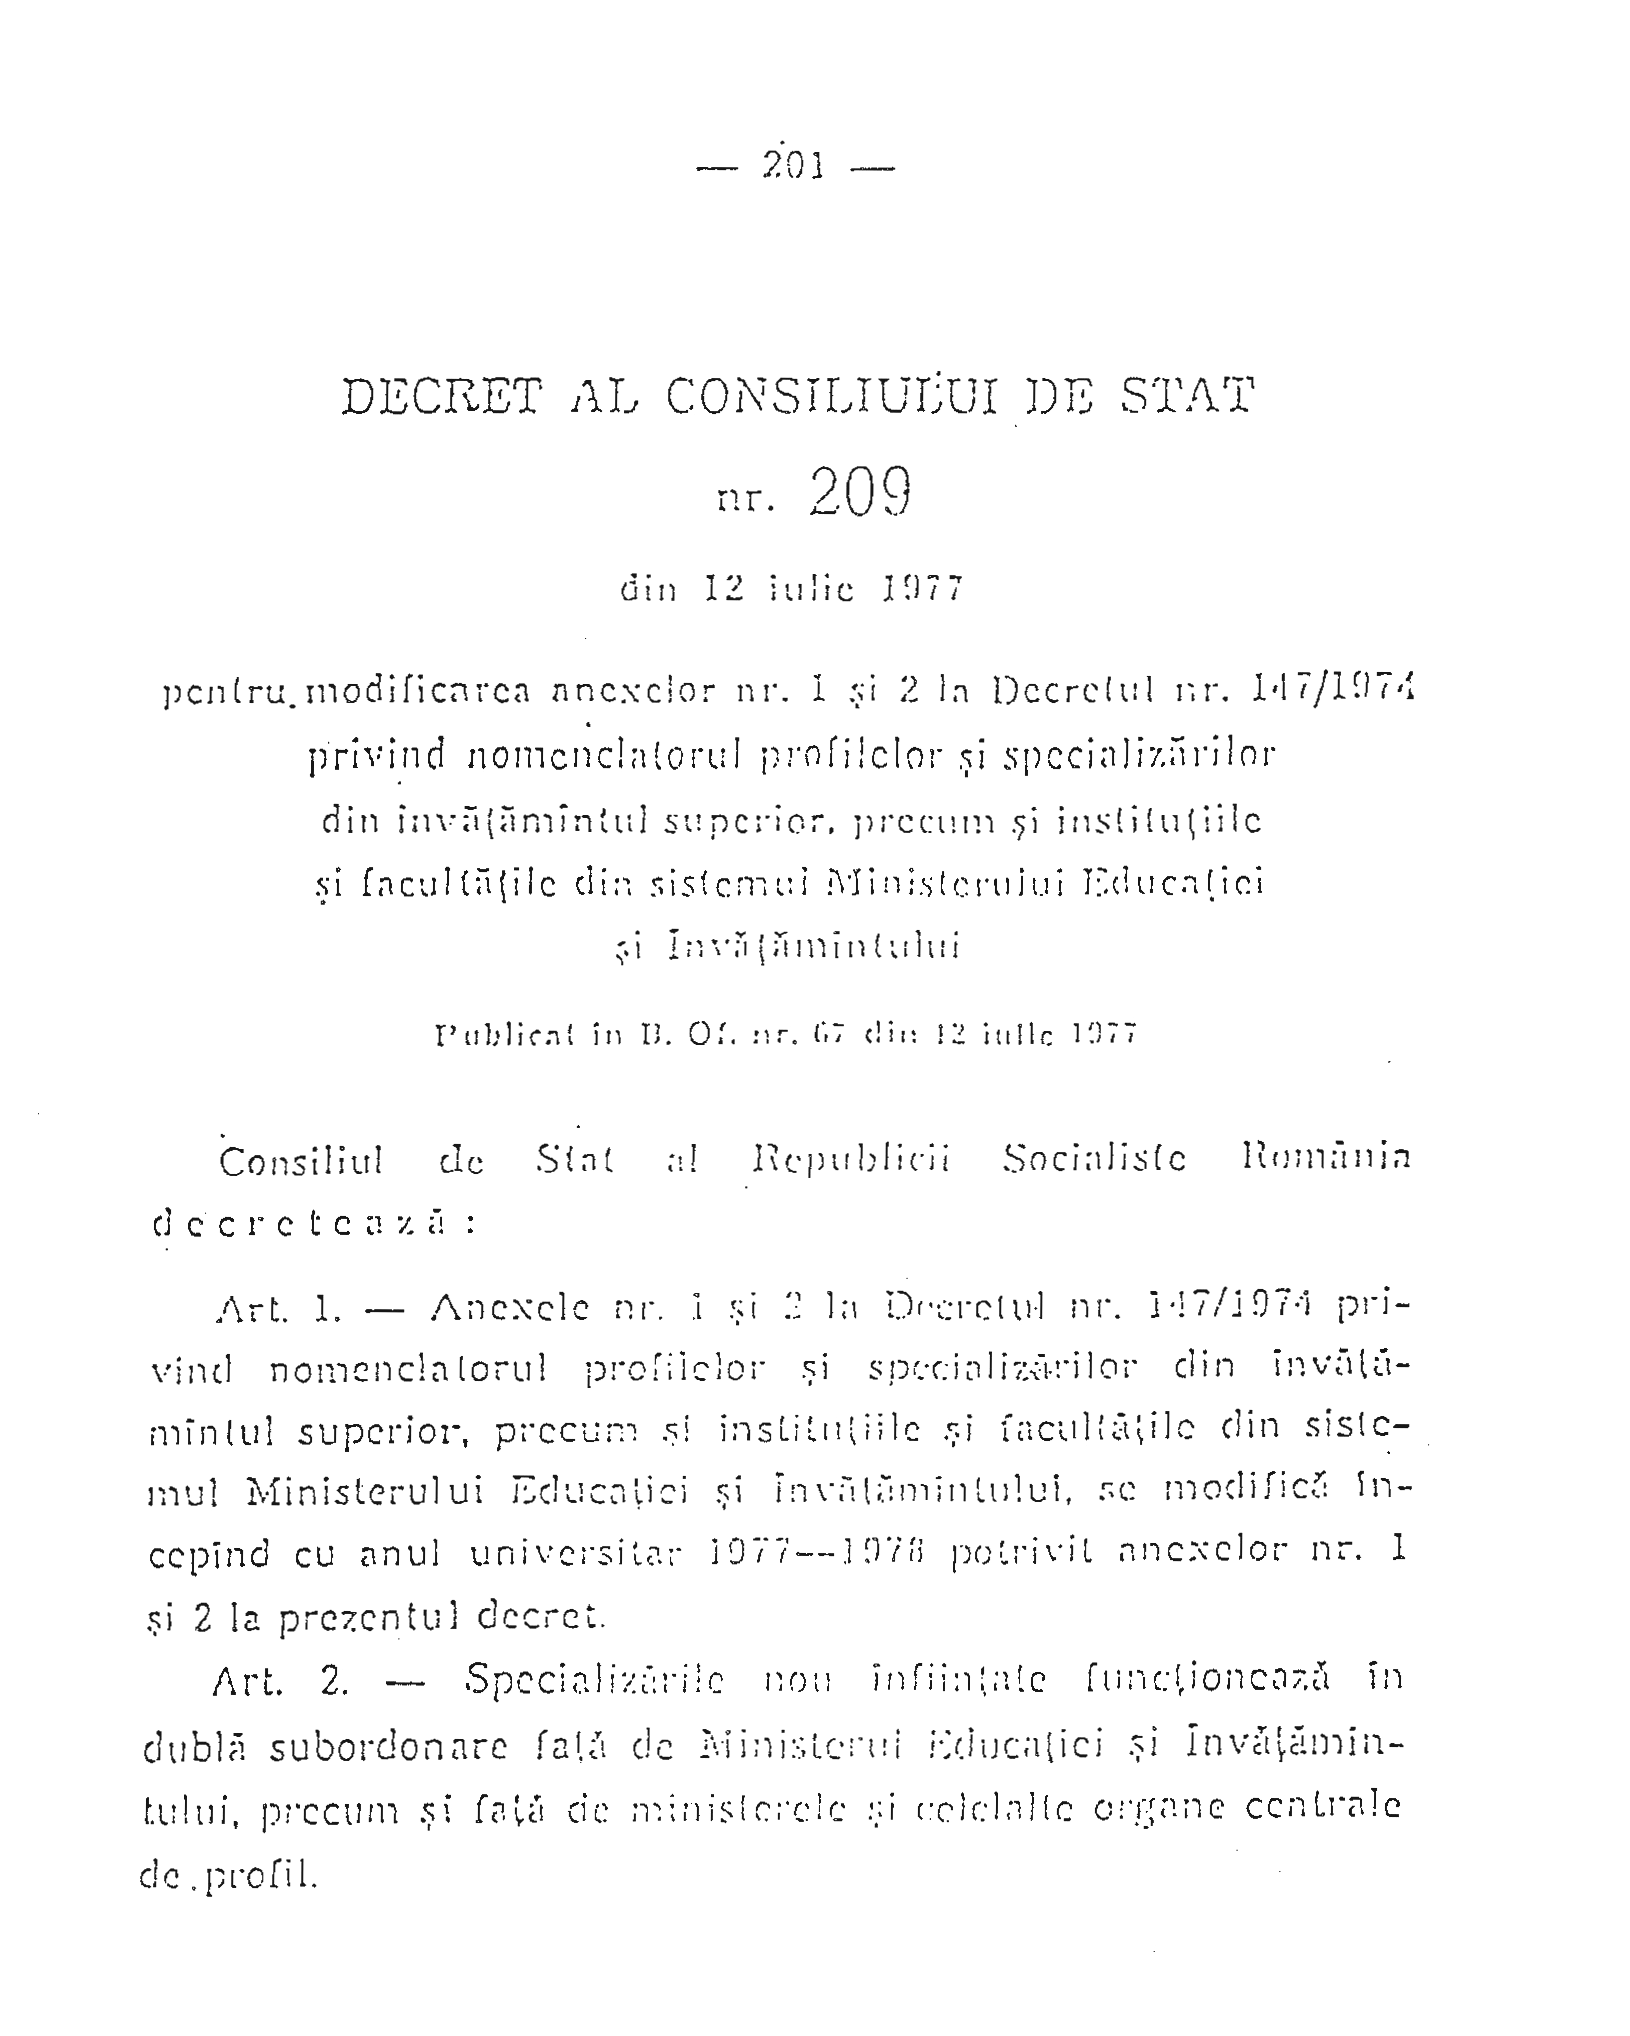 — 201 —
DECRET AL CONSILIULUI DE STAT
nr. 209
din 12 iulie 1977
pentru modificarea anexelor nr. 1 și 2 la Decretul nr. 147/1974
privind nomenclatorul profilelor și specializărilor
din învățămîntul superior, precum și instituțiile
și facultățile din sistemul Ministerului Educației
și Învățămîntului
Publicat în B. Of. nr. 67 din 12 iulie 1977
Consiliul de Stat al Republicii Socialiste România
decretează :
Art. 1. — Anexele nr. 1 și 2 la Decretul nr. 147/1974 pri-
vind nomenclatorul profilelor și specializărilor din învăță-
mîntul superior, precum și instituțiile și facultățile din siste-
mul Ministerului Educației și Învățămîntului, se modifică în-
cepînd cu anul universitar 1977—1978 potrivit anexelor nr. 1
și 2 la prezentul decret.
Art. 2. — Specializările nou înființate funcționează în
dublă subordonare față de Ministerul Educației și Învățămîn-
tului, precum și față de ministerele și celelalte organe centrale
de profil.